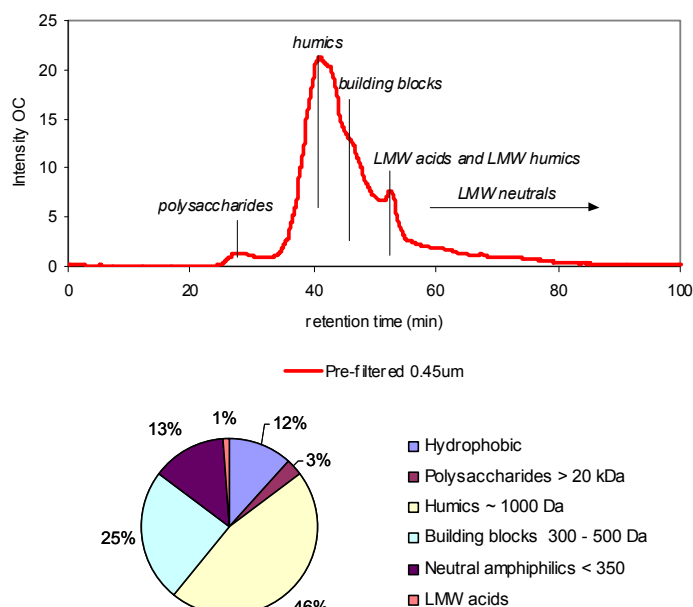 humics
building blocks
LMW acids and LMW humics
LMW neutrals
polysaccharides
Intensity OC
25
20
15
10
5
0
0 20 40 60 80 100
retention time (min)
Pre-filtered 0.45um
1%
12%
13%
3%
25%
46%
Hydrophobic
Polysaccharides > 20 kDa
Humics ~ 1000 Da
Building blocks 300 - 500 Da
Neutral amphiphilics < 350
LMW acids